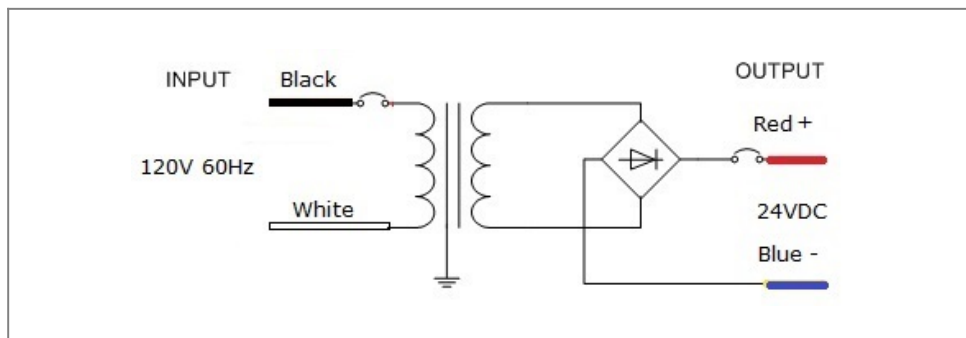 INPUT
Black
120V 60Hz
White
OUTPUT
Red +
24VDC
Blue -